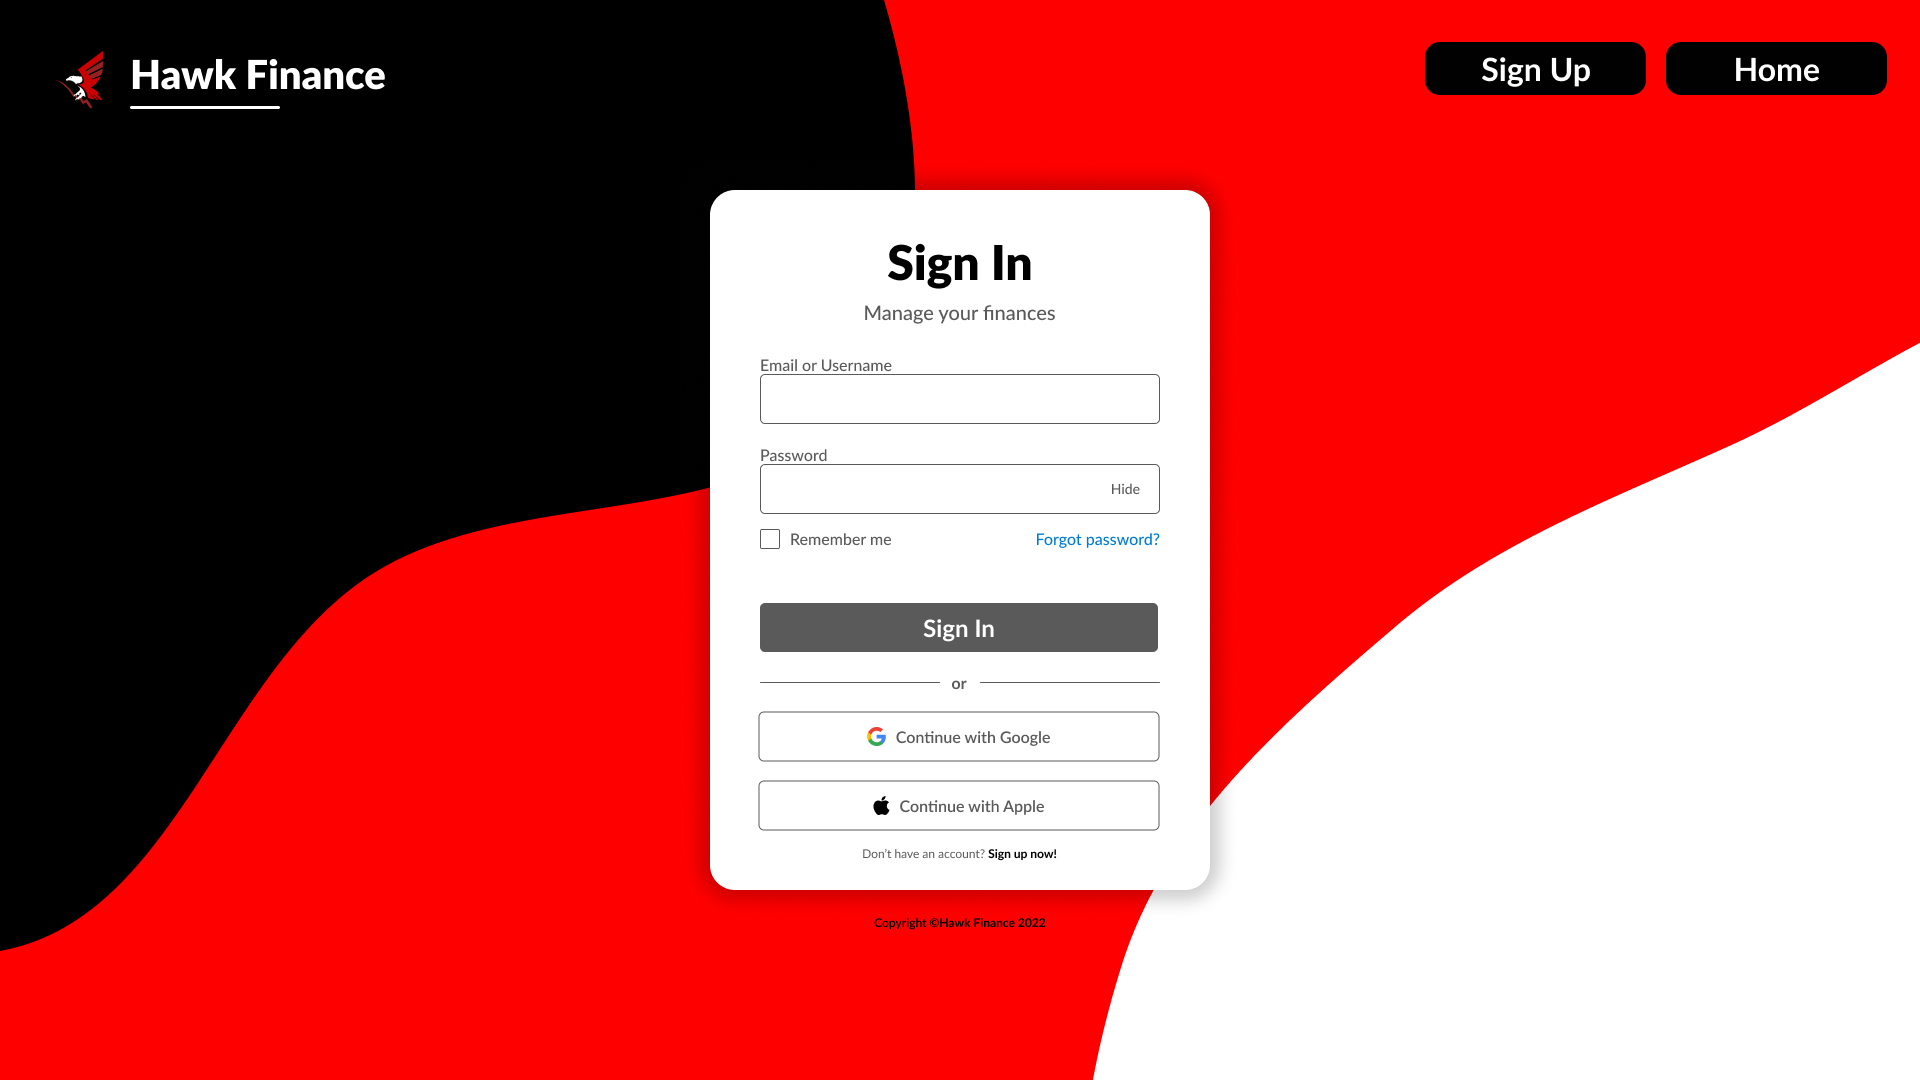 Hawk Finance
Sign Up
Home
Sign In
Manage your finances
Email or Username
Password
Hide
Remember me
Forgot password?
Sign In
or
Continue with Google
Continue with Apple
Don't have an account? Sign up now!
Copyright ©Hawk Finance 2022